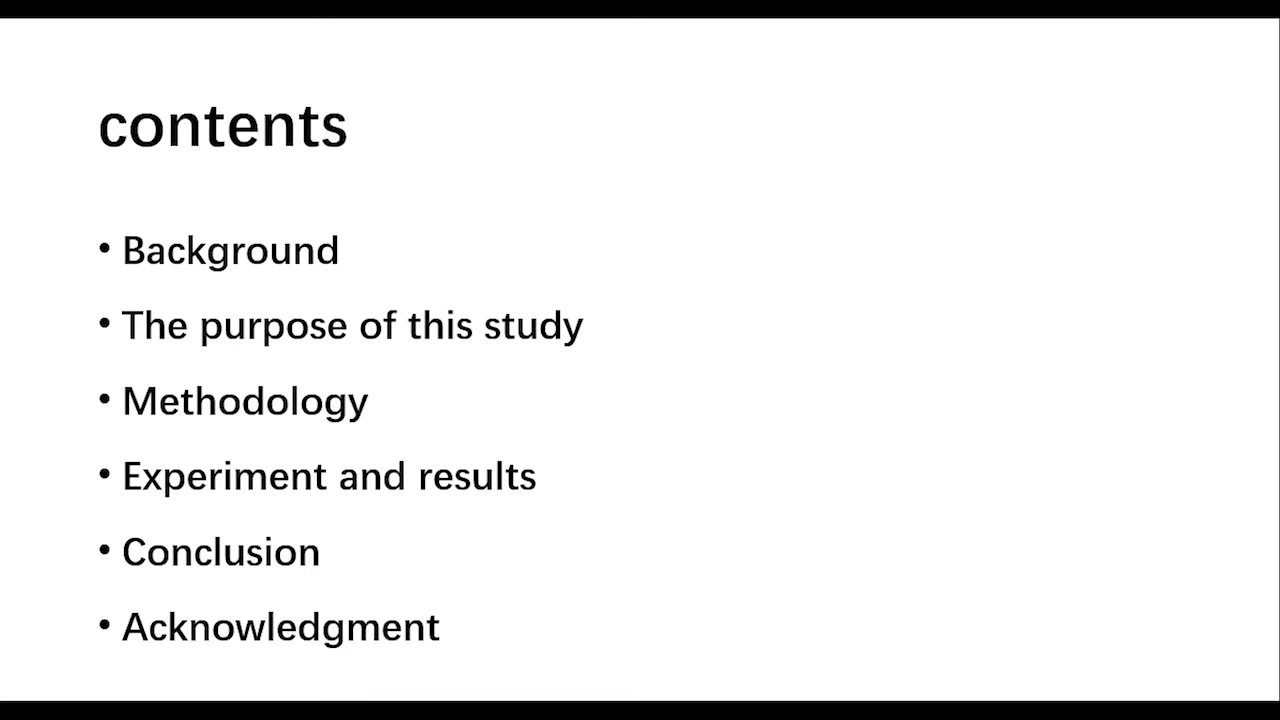 contents
• Background
• The purpose of this study
• Methodology
• Experiment and results
• Conclusion
• Acknowledgment